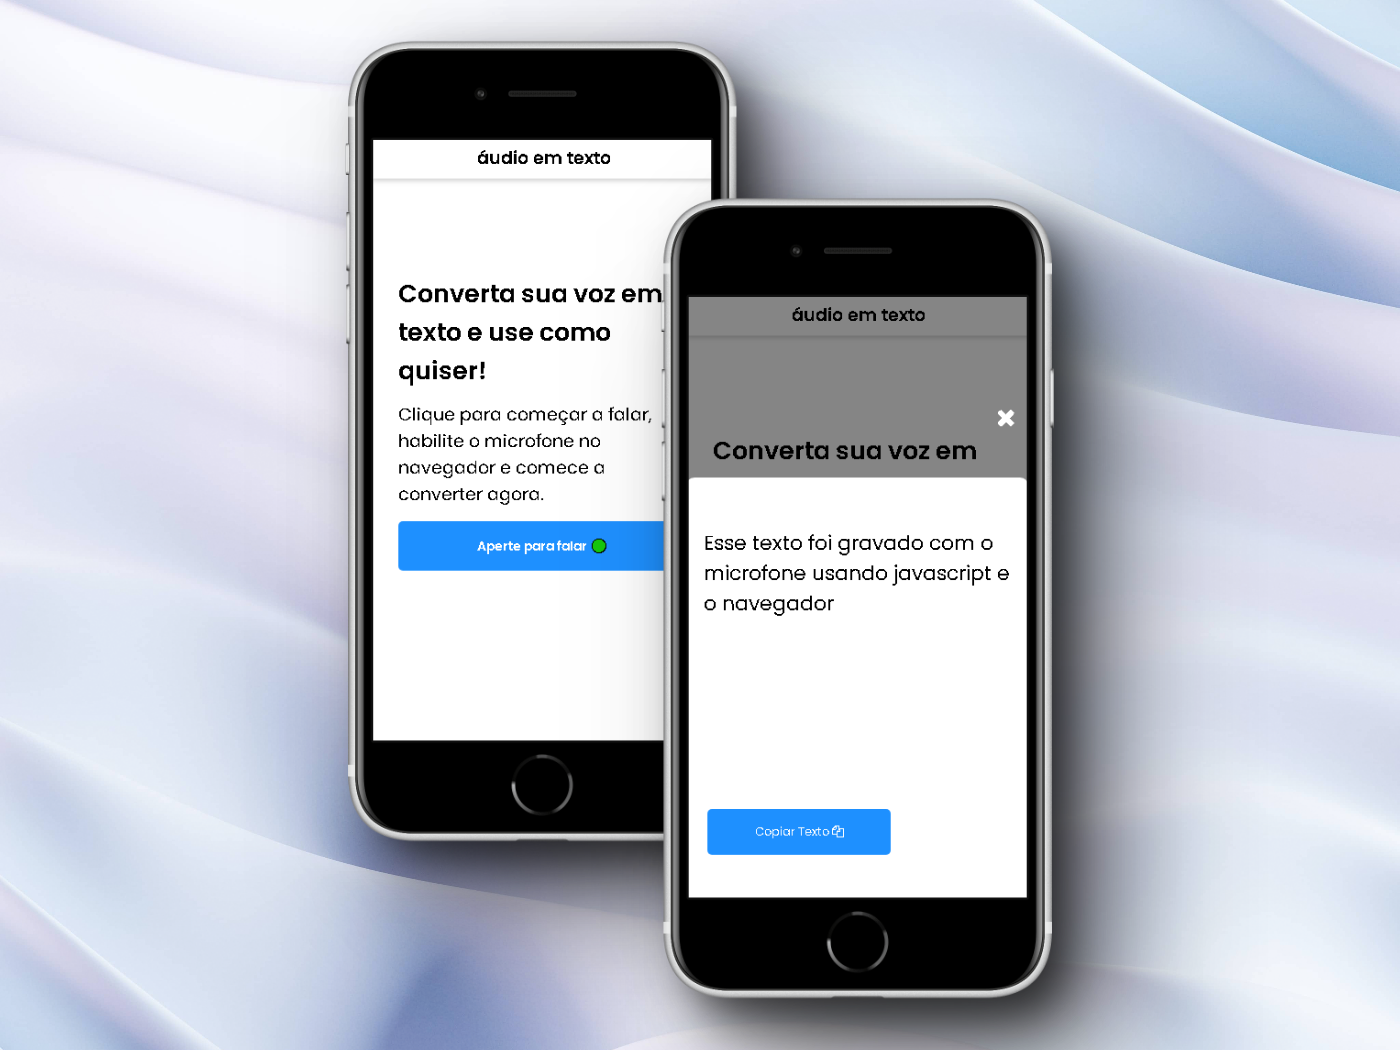 áudio em texto
Converta sua voz em
texto e use como
quiser!
Clique para começar a falar,
habilite o microfone no
navegador e comece a
converter agora.
Aperte para falar
áudio em texto
Converta sua voz em
Esse texto foi gravado com o
microfone usando javascript e
o navegador
Copiar Texto